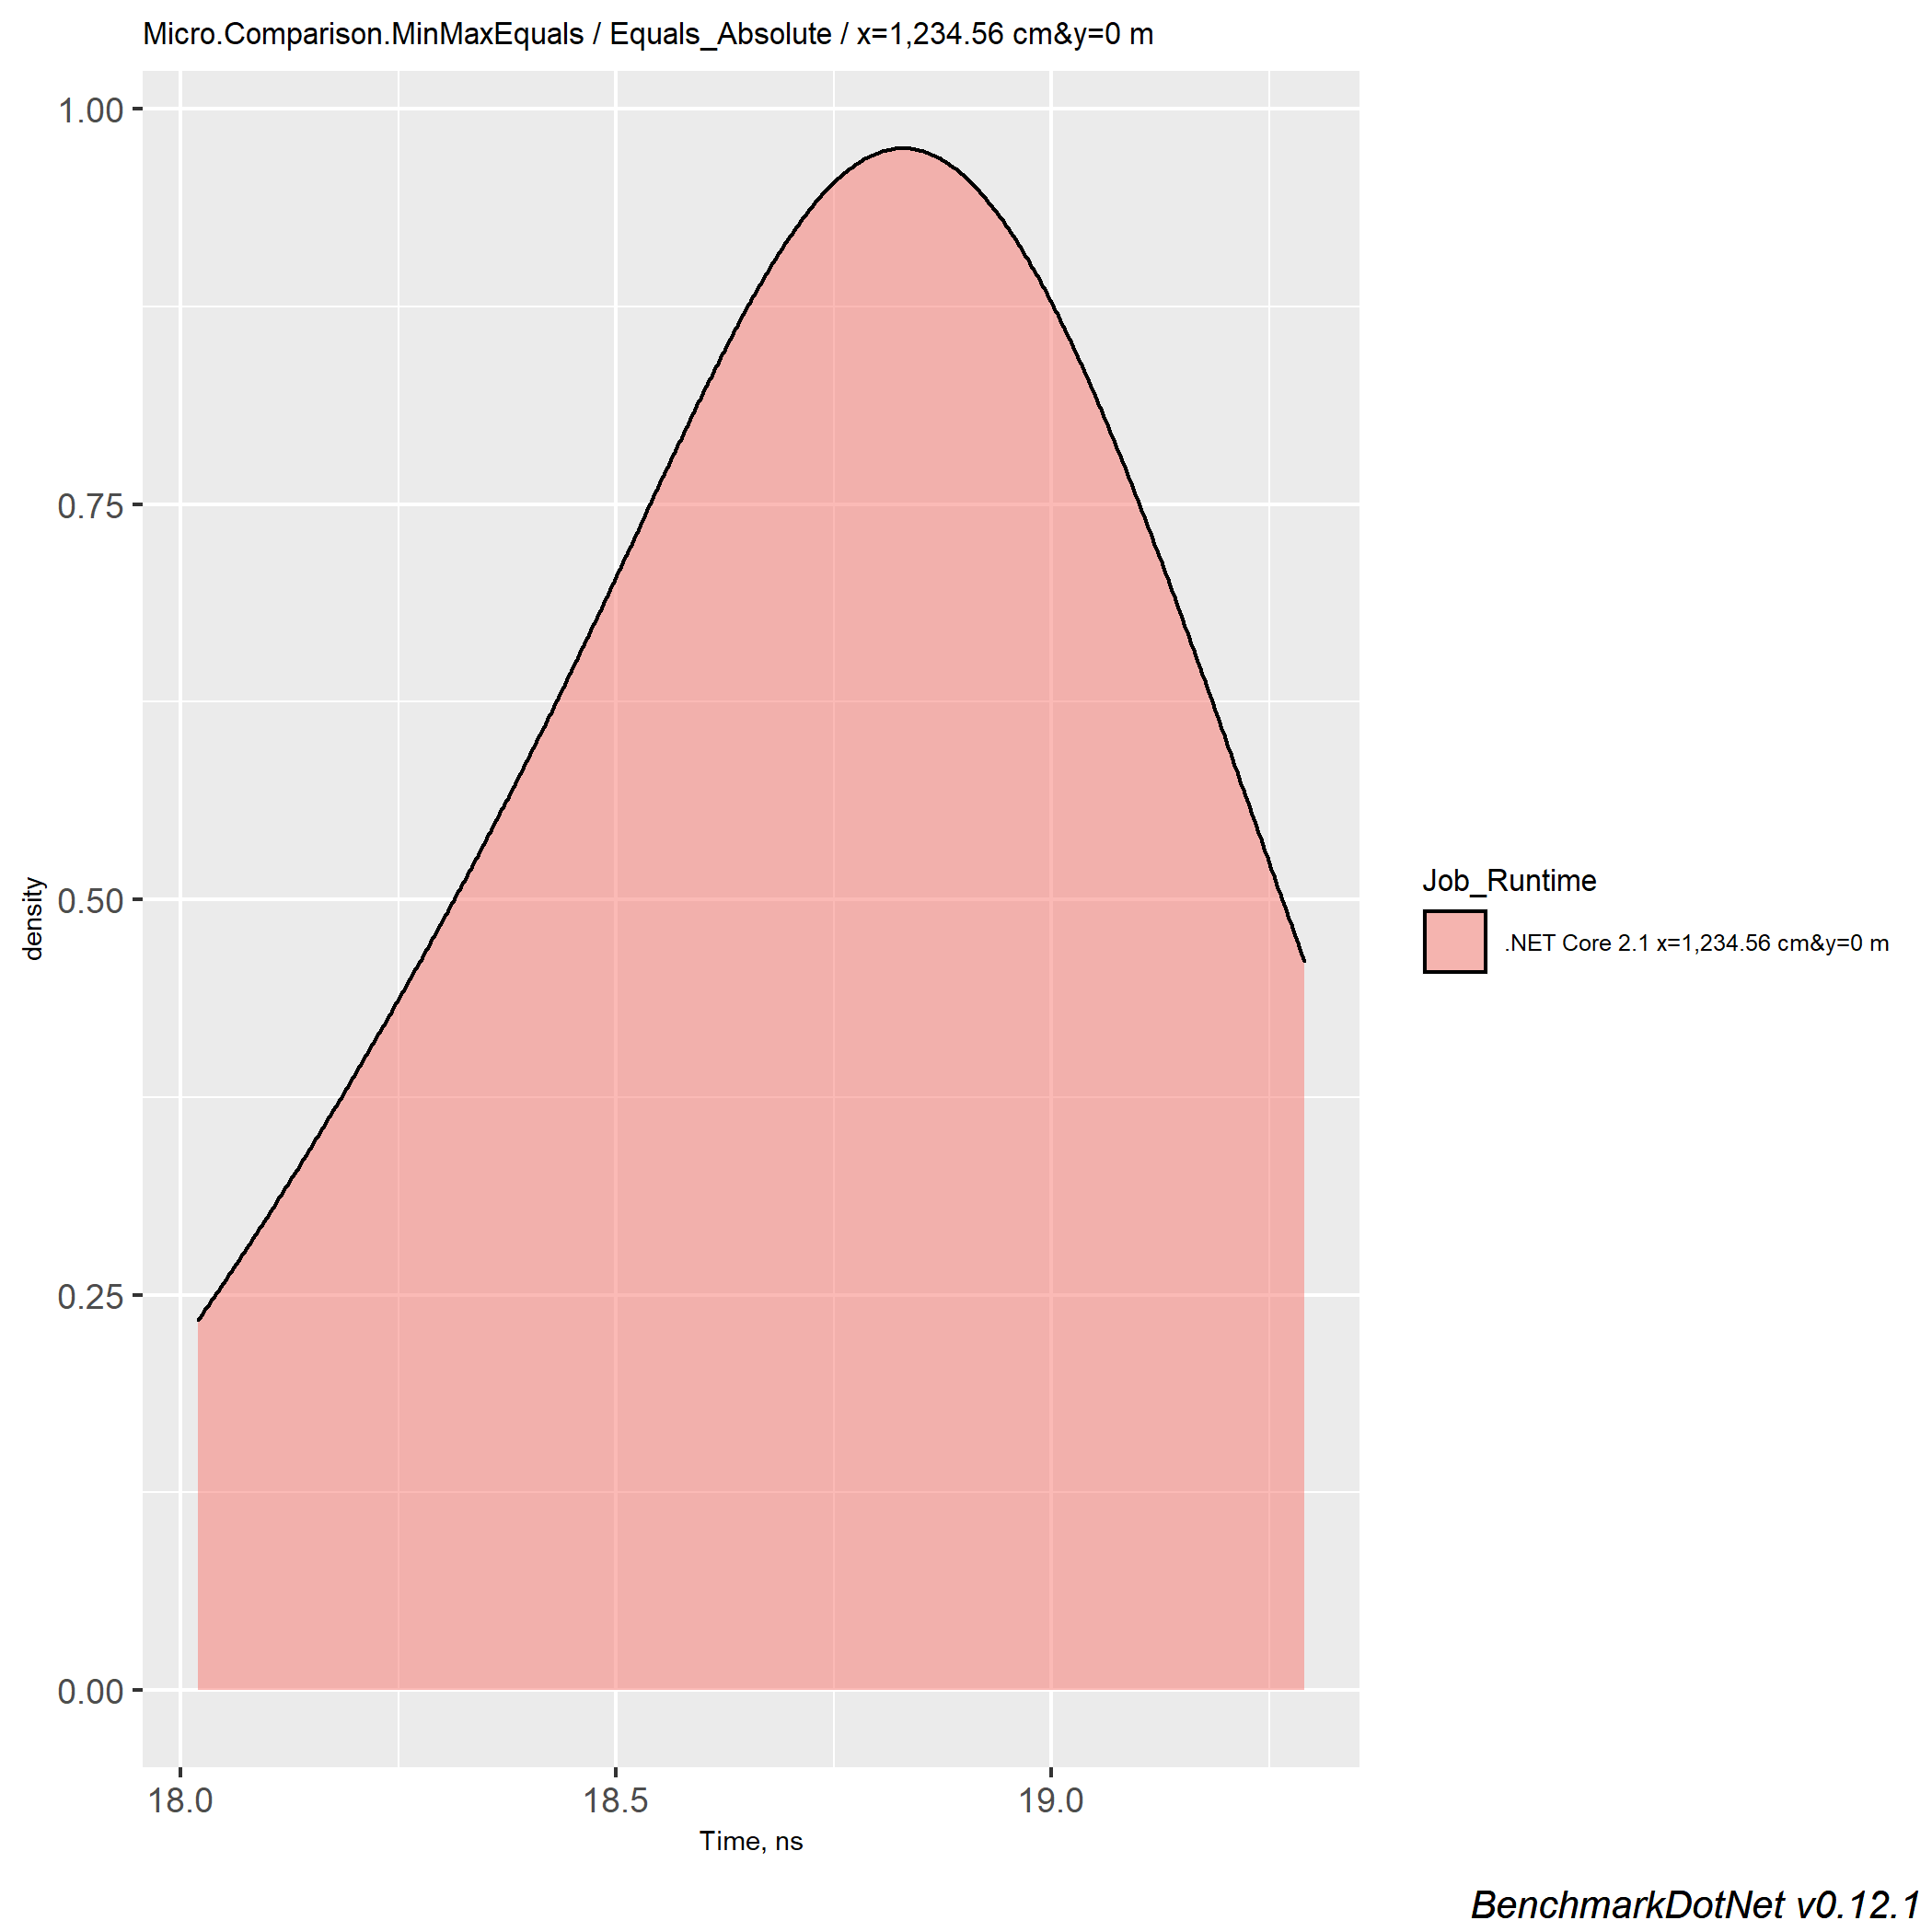 Micro.Comparison.MinMaxEquals / Equals_Absolute / x=1,234.56 cm&y=0 m
1.00
0.75
0.50
0.25
0.00
density
18.0 18.5 19.0
Time, ns
Job_Runtime
.NET Core 2.1 x=1,234.56 cm&y=0 m
BenchmarkDotNet v0.12.1